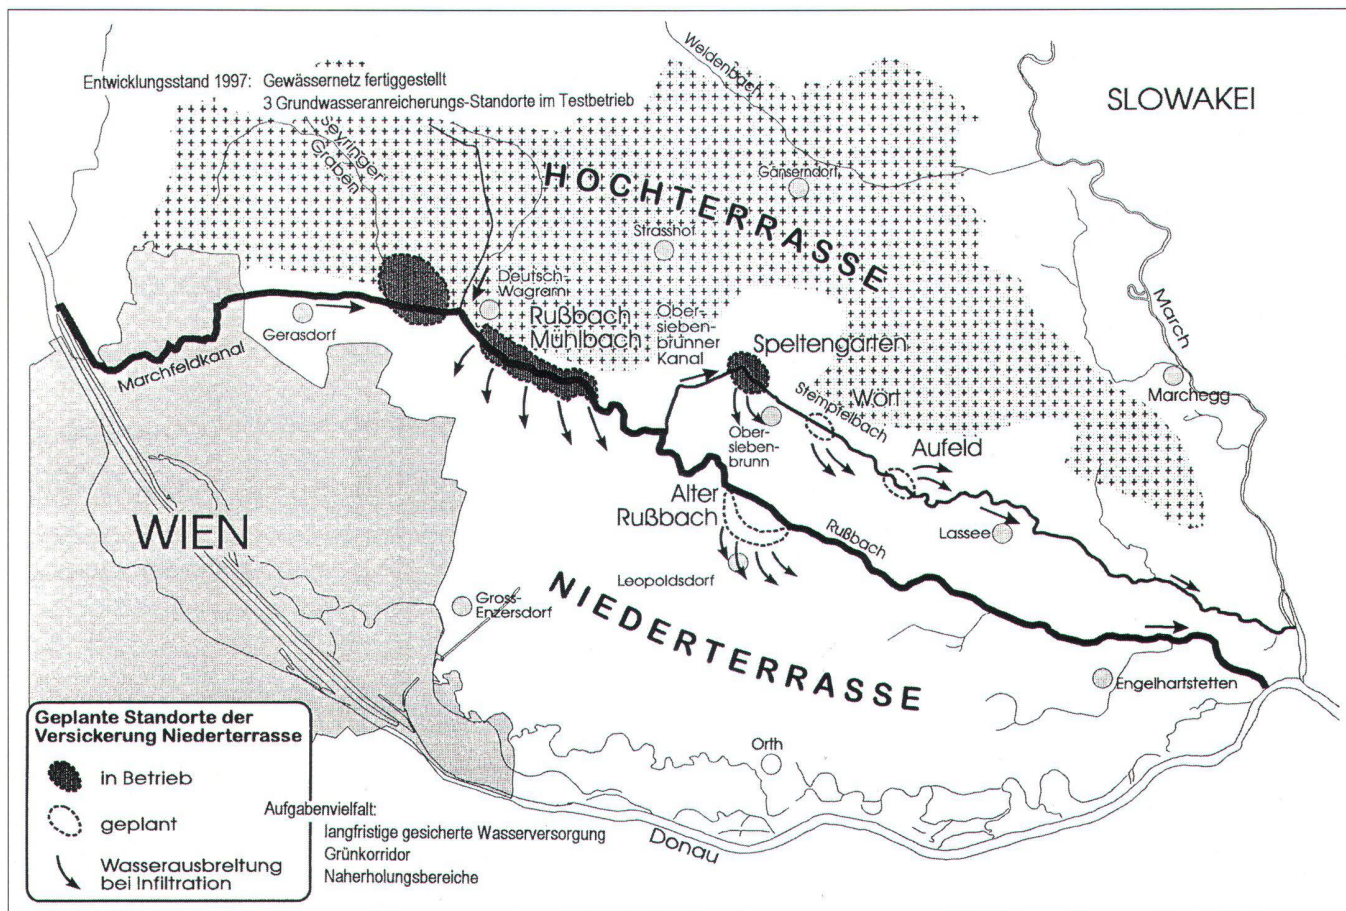 Entwicklungsstand 1997: Gewässernetz fertiggestellt
3 Grundwasseranreicherungs-Standorte im Testbetrieb
Weidenbach
SLOWAKEI
Seyringer
Graben
HOCHTERRASSE
Gänserndorf
Strasshof
Deutsch-
Wagram
Rußbach
Mühlbach
Ober-
sieben-
brunner
Kanal
Speltengarten
March
Gerasdorf
Marchfeldkanal
Stempfelbach
Wört
Marchegg
Ober-
sieben-
brunn
Aufeld
Alter
Rußbach
Rußbach
Lassee
WIEN
Leopoldsdorf
Gross-
Enzersdorf
NIEDERTERRASSE
Engelhartstetten
Orth
Donau
Geplante Standorte der
Versickerung Niederterrasse
in Betrieb
geplant
Wasserausbreitung
bei Infiltration
Aufgabenvielfalt:
langfristige gesicherte Wasserversorgung
Grünkorridor
Naherholungsbereiche